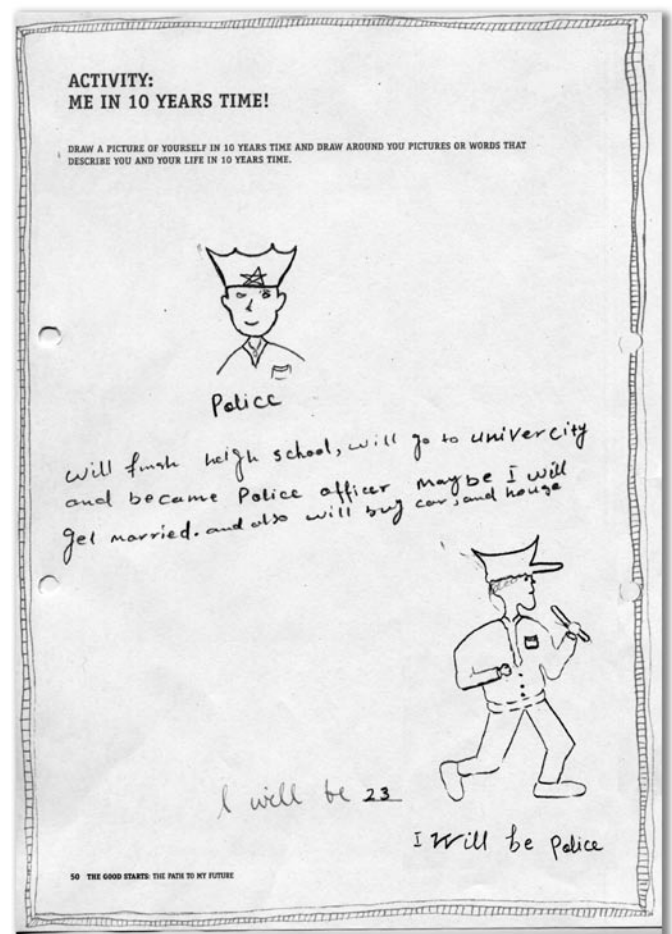 ACTIVITY:
ME IN 10 YEARS TIME!
DRAW A PICTURE OF YOURSELF IN 10 YEARS TIME AND DRAW AROUND YOU PICTURES OR WORDS THAT
DESCRIBE YOU AND YOUR LIFE IN 10 YEARS TIME.
Police
will finish heigh school, will go to univercity
and became Police officer maybe I will
get married. and also will buy car, and house
I will be 23
I will be Police
50 THE GOOD STARTS: THE PATH TO MY FUTURE